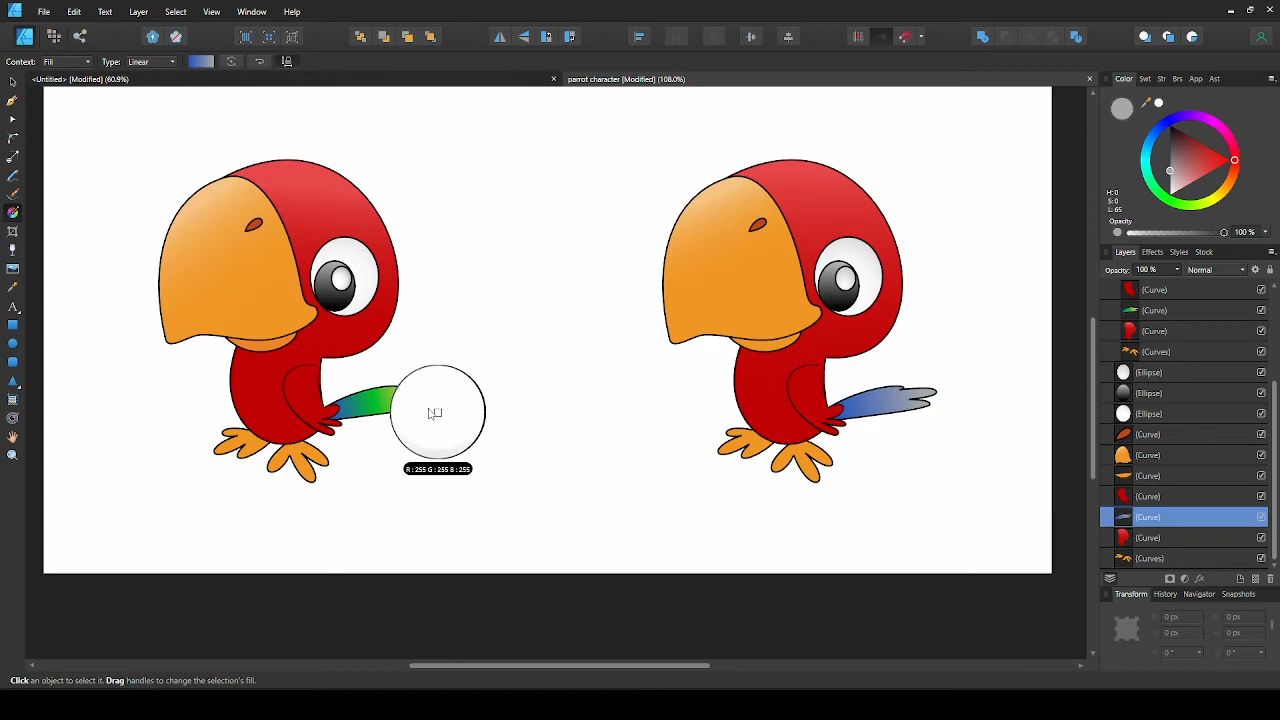 File Edit Text Layer Select View Window Help
Context: Fill Type: Linear
<Untitled> [Modified] (60.9%) × parrot character [Modified] (108.0%) ×
Color Swt Str Brs App Ast
H: 0
S: 0
L: 65
Opacity
100 %
Layers Effects Styles Stock
Opacity: 100 % Normal
(Curve)
(Curve)
(Curve)
(Curves)
(Ellipse)
(Ellipse)
(Ellipse)
(Curve)
(Curve)
(Curve)
(Curve)
(Curve)
(Curve)
(Curves)
R : 255 G : 255 B : 255
Transform History Navigator Snapshots
X: 0 px W: 0 px
Y: 0 px H: 0 px
0 ° 0 °
Click an object to select it. Drag handles to change the selection's fill.